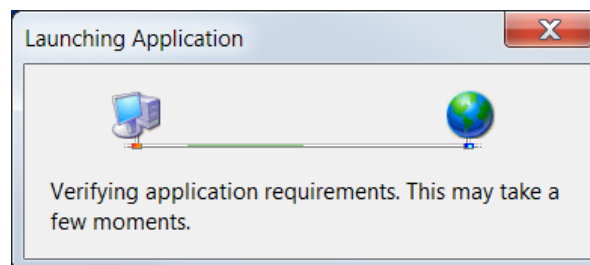 Launching Application
Verifying application requirements. This may take a
few moments.